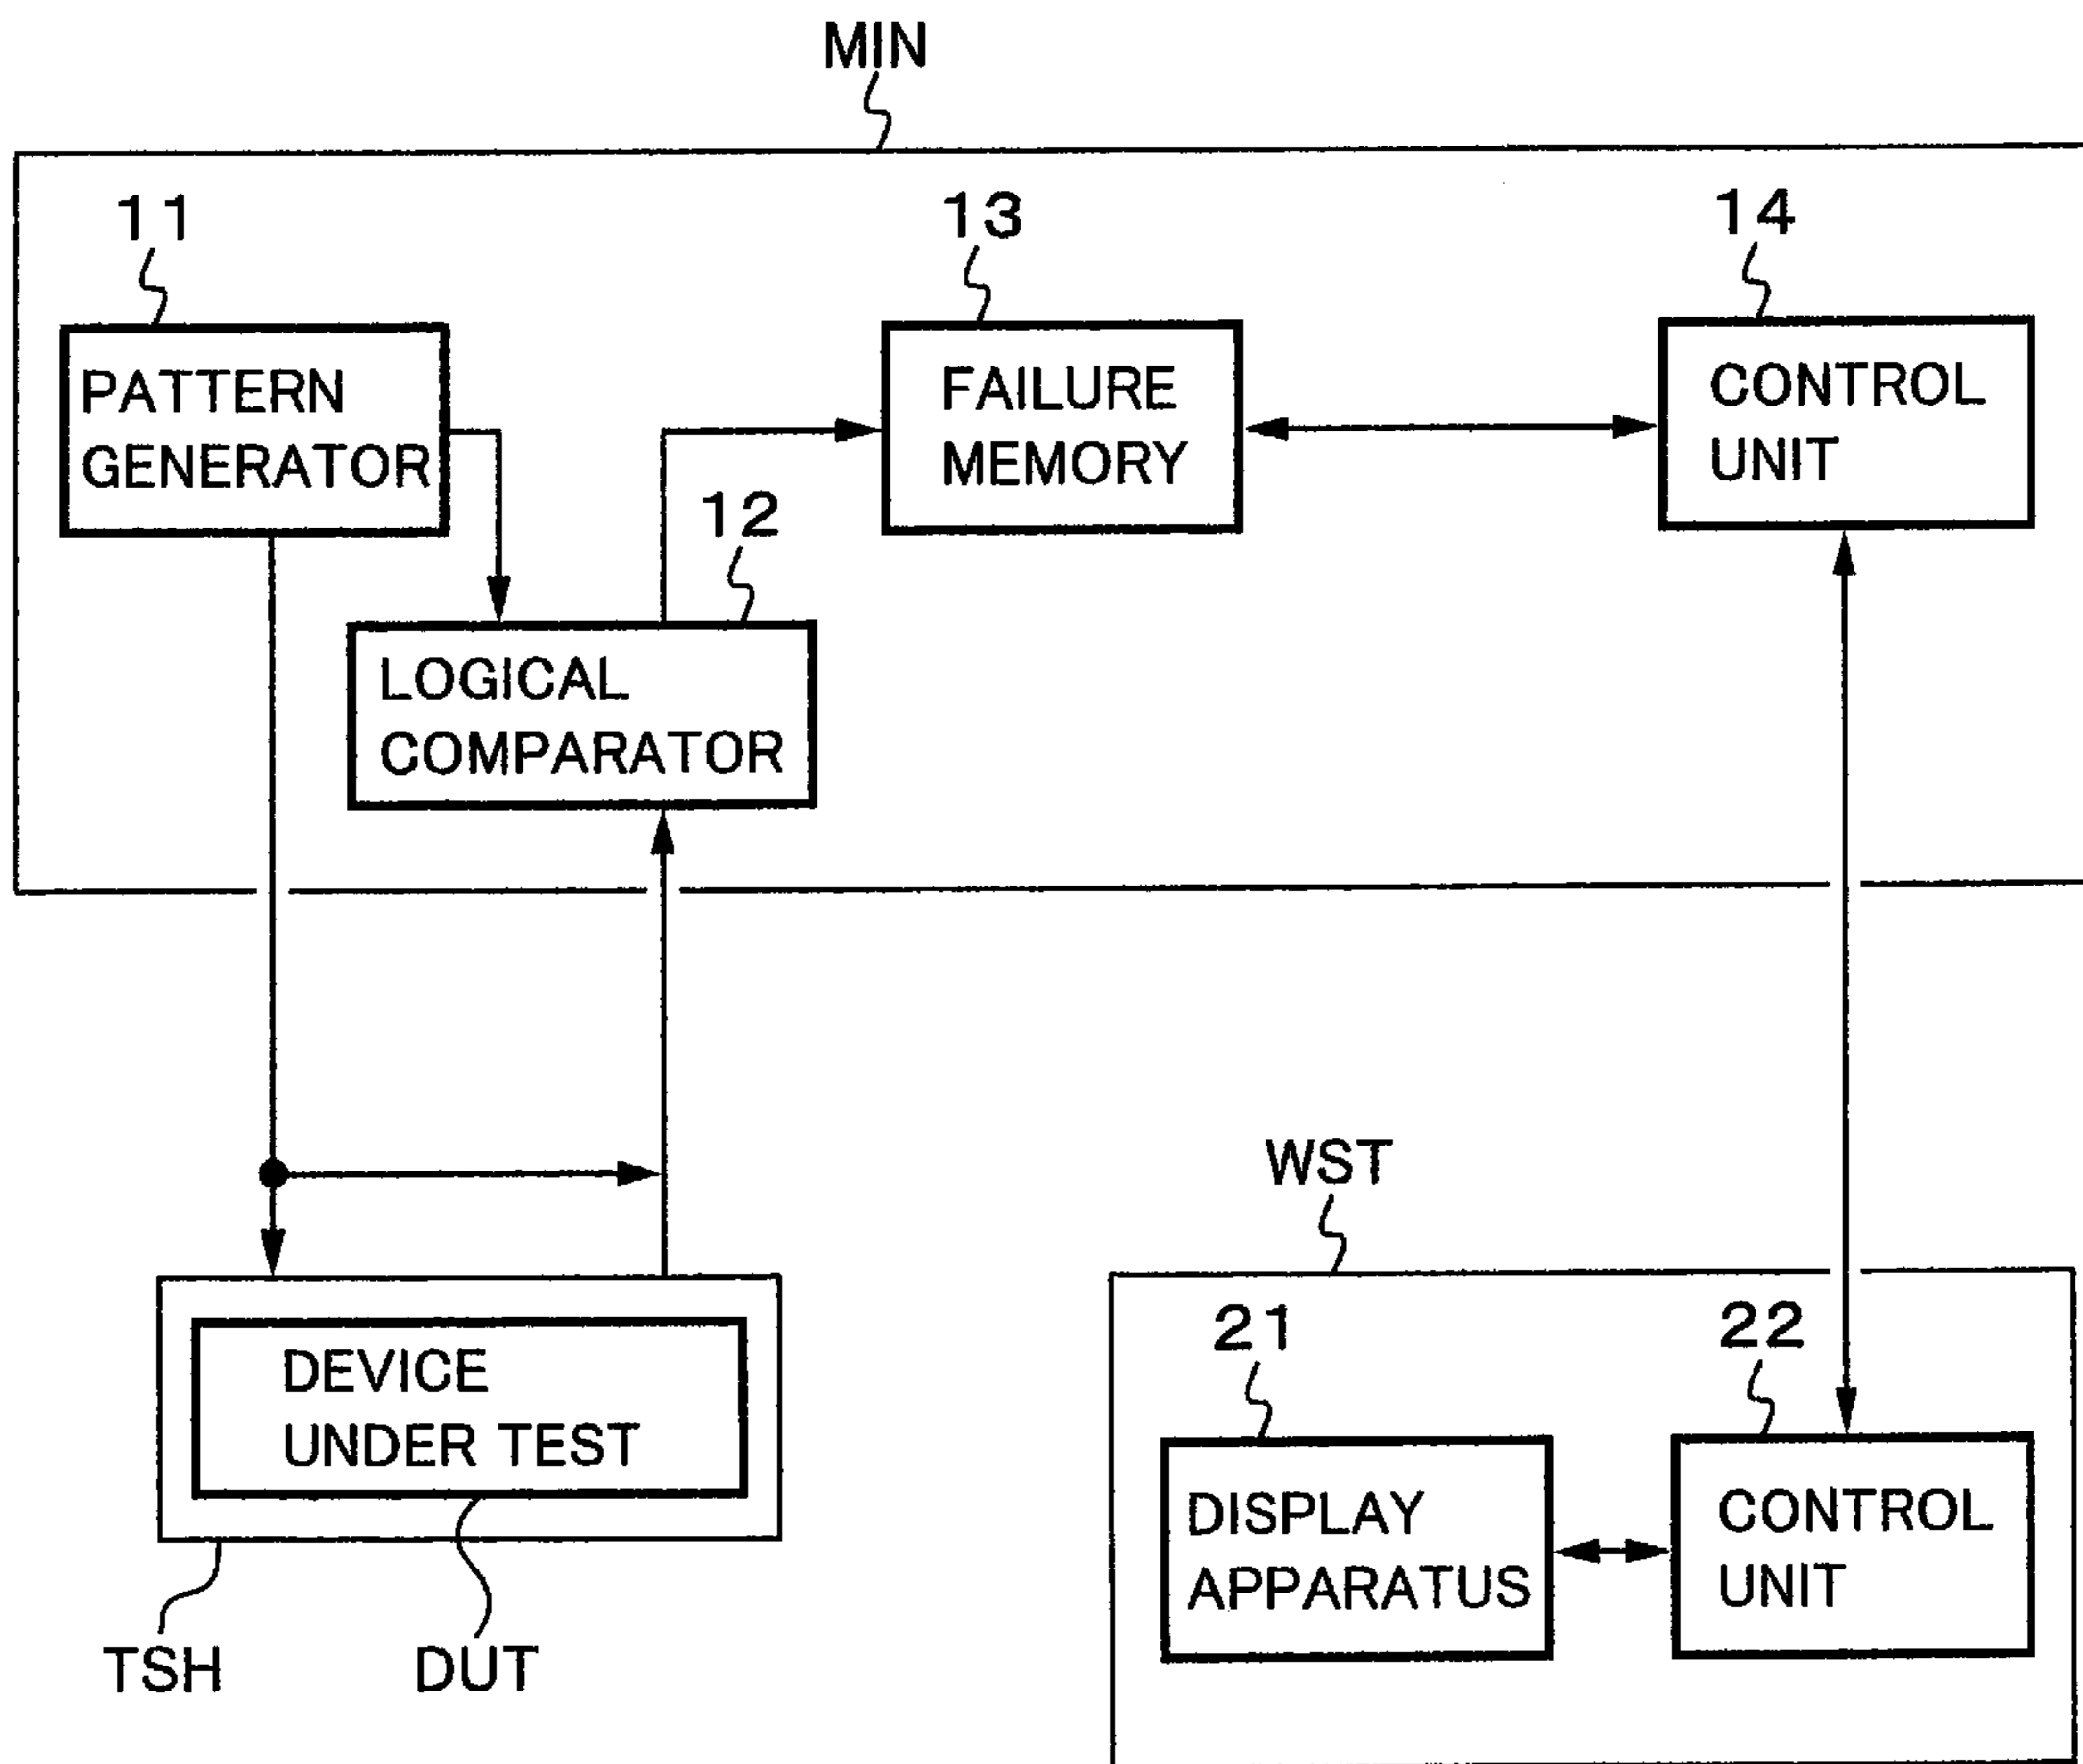 MIN
11
13
14
PATTERN
GENERATOR
FAILURE
MEMORY
CONTROL
UNIT
12
LOGICAL
COMPARATOR
WST
21
22
DEVICE
UNDER TEST
DISPLAY
APPARATUS
CONTROL
UNIT
TSH
DUT